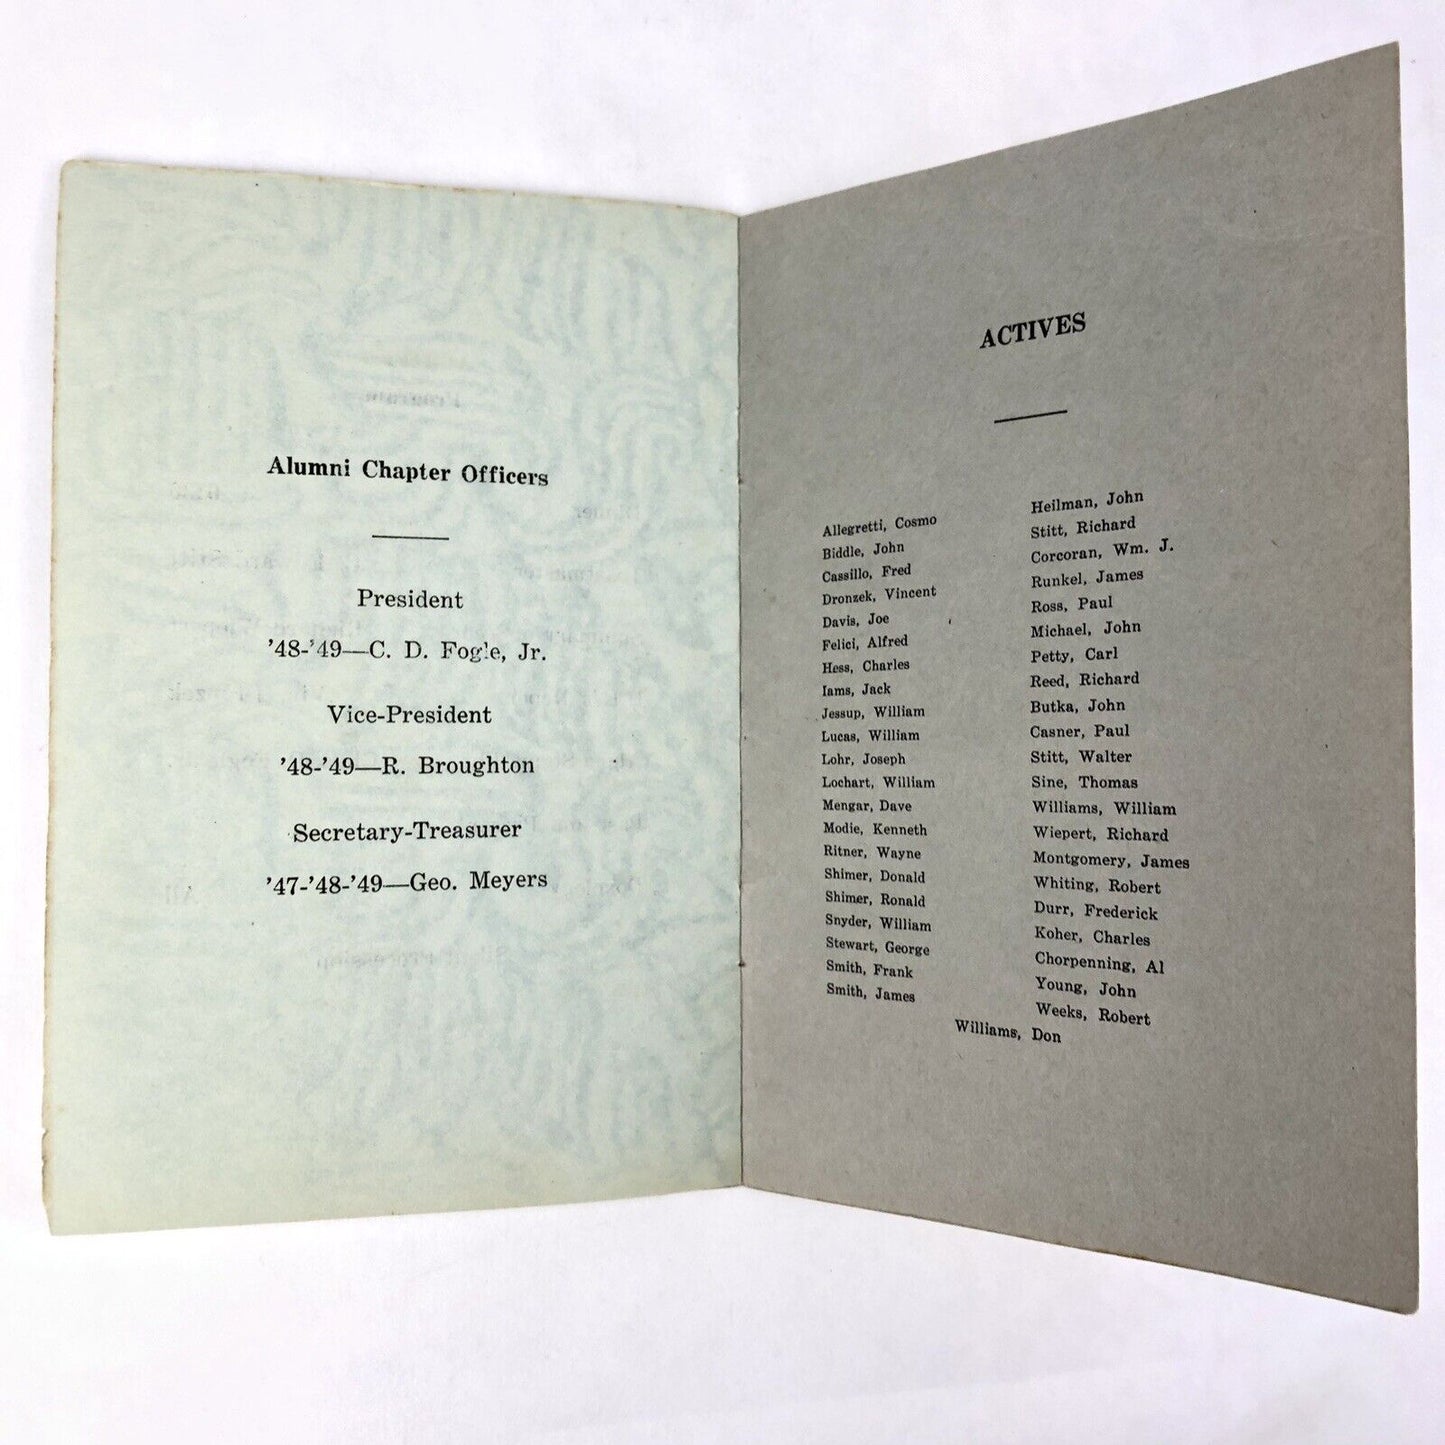 Alumni Chapter Officers
President
’48-’49—C. D. Fogle, Jr.
Vice-President
’48-’49—R. Broughton
Secretary-Treasurer
’47-’48-’49—Geo. Meyers
ACTIVES
Allegretti, Cosmo
Biddle, John
Cassillo, Fred
Dronzek, Vincent
Davis, Joe
Felici, Alfred
Hess, Charles
Iams, Jack
Jessup, William
Lucas, William
Lohr, Joseph
Lochart, William
Mengar, Dave
Modie, Kenneth
Ritner, Wayne
Shimer, Donald
Shimer, Ronald
Snyder, William
Stewart, George
Smith, Frank
Smith, James
Heilman, John
Stitt, Richard
Corcoran, Wm. J.
Runkel, James
Ross, Paul
Michael, John
Petty, Carl
Reed, Richard
Butka, John
Casner, Paul
Stitt, Walter
Sine, Thomas
Williams, William
Wiepert, Richard
Montgomery, James
Whiting, Robert
Durr, Frederick
Koher, Charles
Chorpenning, Al
Young, John
Weeks, Robert
Williams, Don